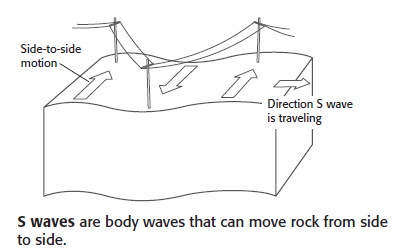 Side-to-side
motion
Direction S wave
is traveling
S waves are body waves that can move rock from side
to side.